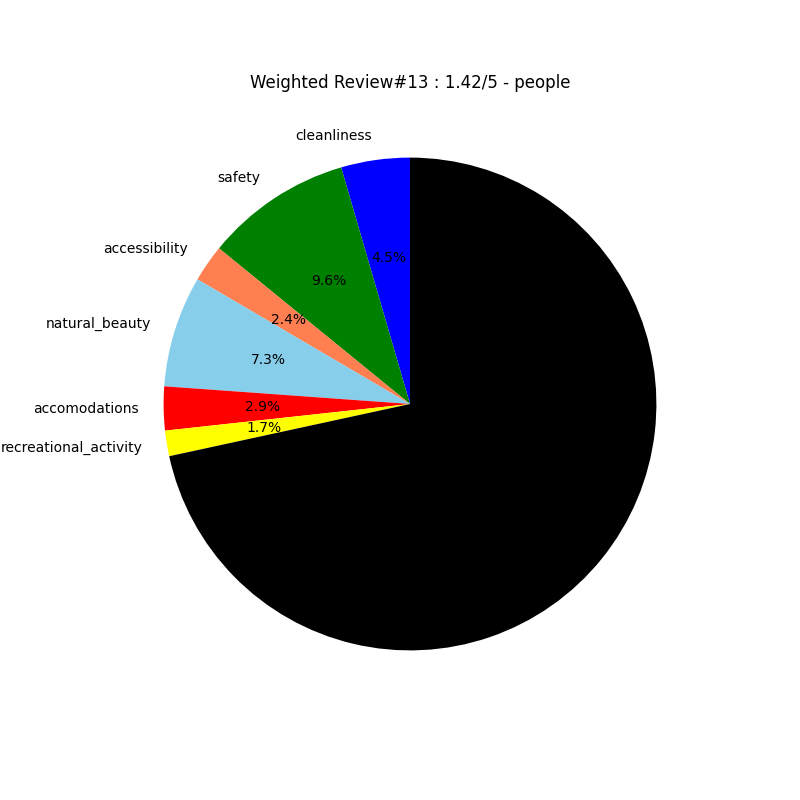 Weighted Review#13 : 1.42/5 - people
cleanliness
safety
accessibility
natural_beauty
accomodations
recreational_activity
4.5%
9.6%
2.4%
7.3%
2.9%
1.7%